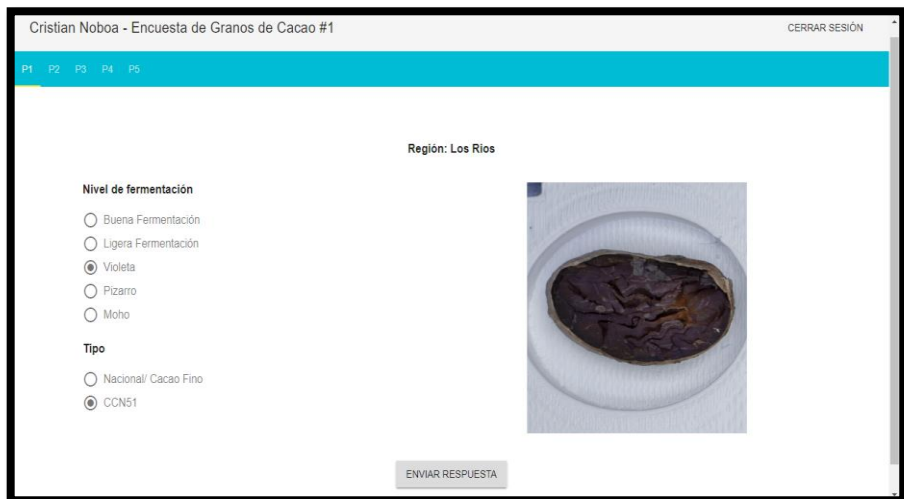 Cristian Noboa - Encuesta de Granos de Cacao #1
CERRAR SESIÓN
P1 P2 P3 P4 P5
Región: Los Rios
Nivel de fermentación
Buena Fermentación
Ligera Fermentación
Violeta
Pizarro
Moho
Tipo
Nacional/ Cacao Fino
CCN51
ENVIAR RESPUESTA